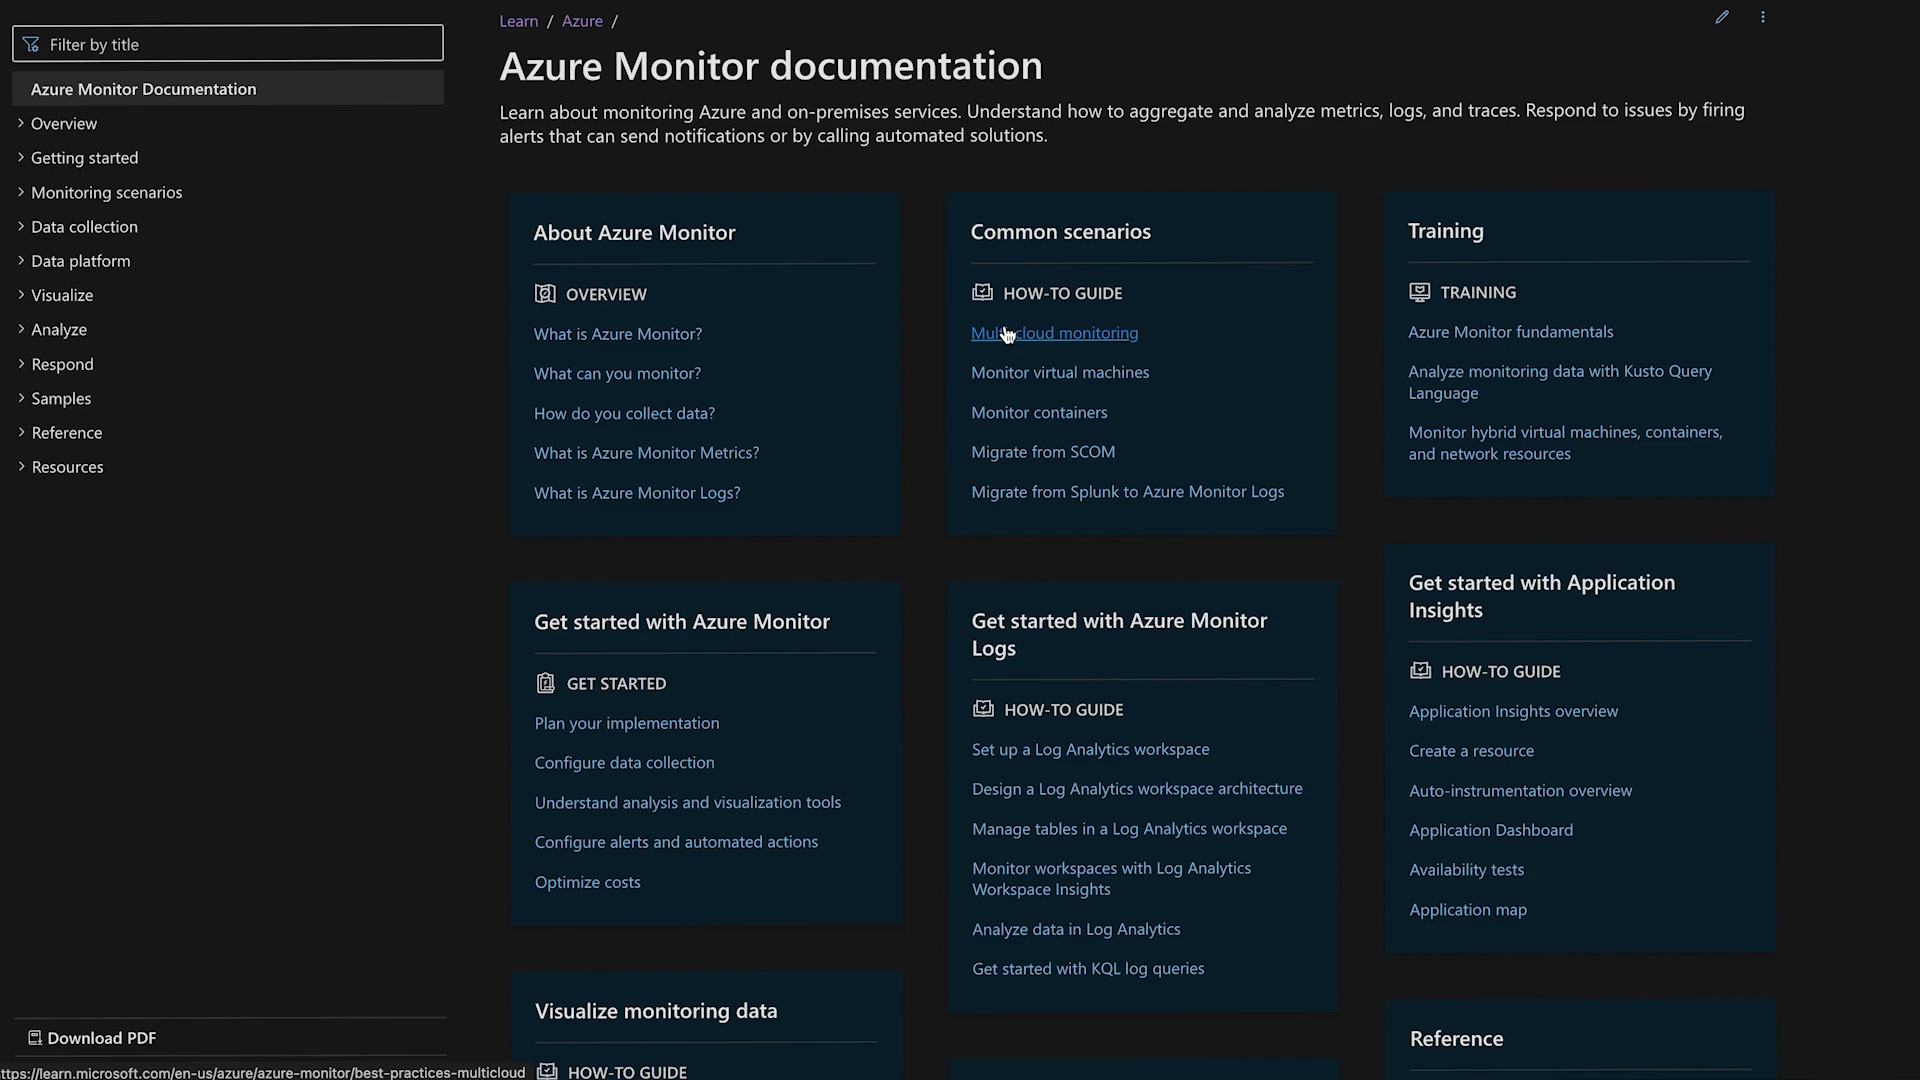 Learn / Azure /
Azure Monitor documentation
Learn about monitoring Azure and on-premises services. Understand how to aggregate and analyze metrics, logs, and traces. Respond to issues by firing
alerts that can send notifications or by calling automated solutions.
Filter by title
Azure Monitor Documentation
Overview
Getting started
Monitoring scenarios
Data collection
Data platform
Visualize
Analyze
Respond
Samples
Reference
Resources
Download PDF
About Azure Monitor
OVERVIEW
What is Azure Monitor?
What can you monitor?
How do you collect data?
What is Azure Monitor Metrics?
What is Azure Monitor Logs?
Common scenarios
HOW-TO GUIDE
cloud monitoring
Monitor virtual machines
Monitor containers
Migrate from SCOM
Migrate from Splunk to Azure Monitor Logs
Training
TRAINING
Azure Monitor fundamentals
Analyze monitoring data with Kusto Query
Language
Monitor hybrid virtual machines, containers,
and network resources
Get started with Azure Monitor
GET STARTED
Plan your implementation
Configure data collection
Understand analysis and visualization tools
Configure alerts and automated actions
Optimize costs
Get started with Azure Monitor
Logs
HOW-TO GUIDE
Set up a Log Analytics workspace
Design a Log Analytics workspace architecture
Manage tables in a Log Analytics workspace
Monitor workspaces with Log Analytics
Workspace Insights
Analyze data in Log Analytics
Get started with KQL log queries
Get started with Application
Insights
HOW-TO GUIDE
Application Insights overview
Create a resource
Auto-instrumentation overview
Application Dashboard
Availability tests
Application map
Visualize monitoring data
HOW-TO GUIDE
Reference
ttps://learn.microsoft.com/en-us/azure/azure-monitor/best-practices-multicloud